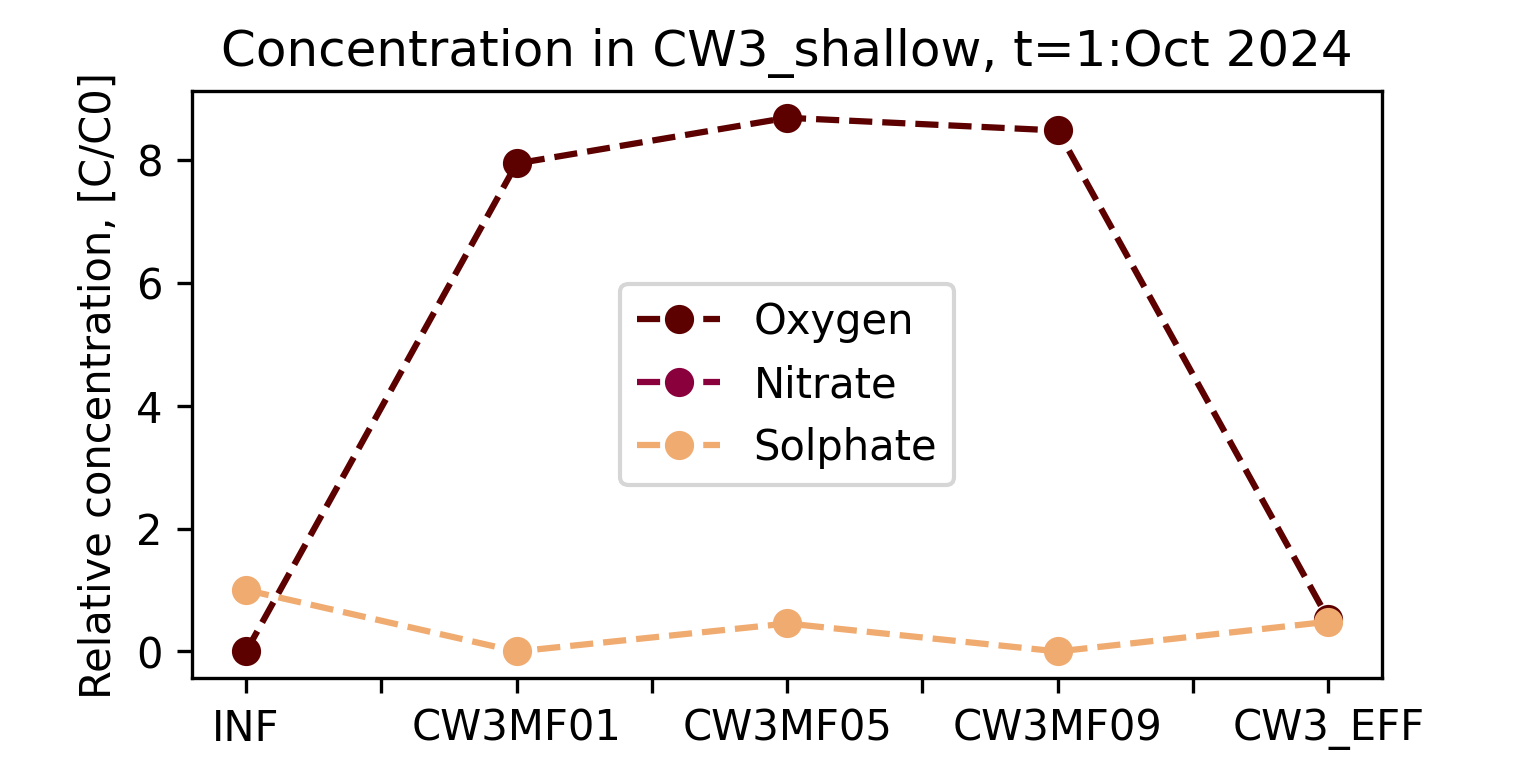 Concentration in CW3_shallow, t=1:Oct 2024
Relative concentration, [C/C0]
8
6
4
2
0
Oxygen
Nitrate
Solphate
INF CW3MF01 CW3MF05 CW3MF09 CW3_EFF